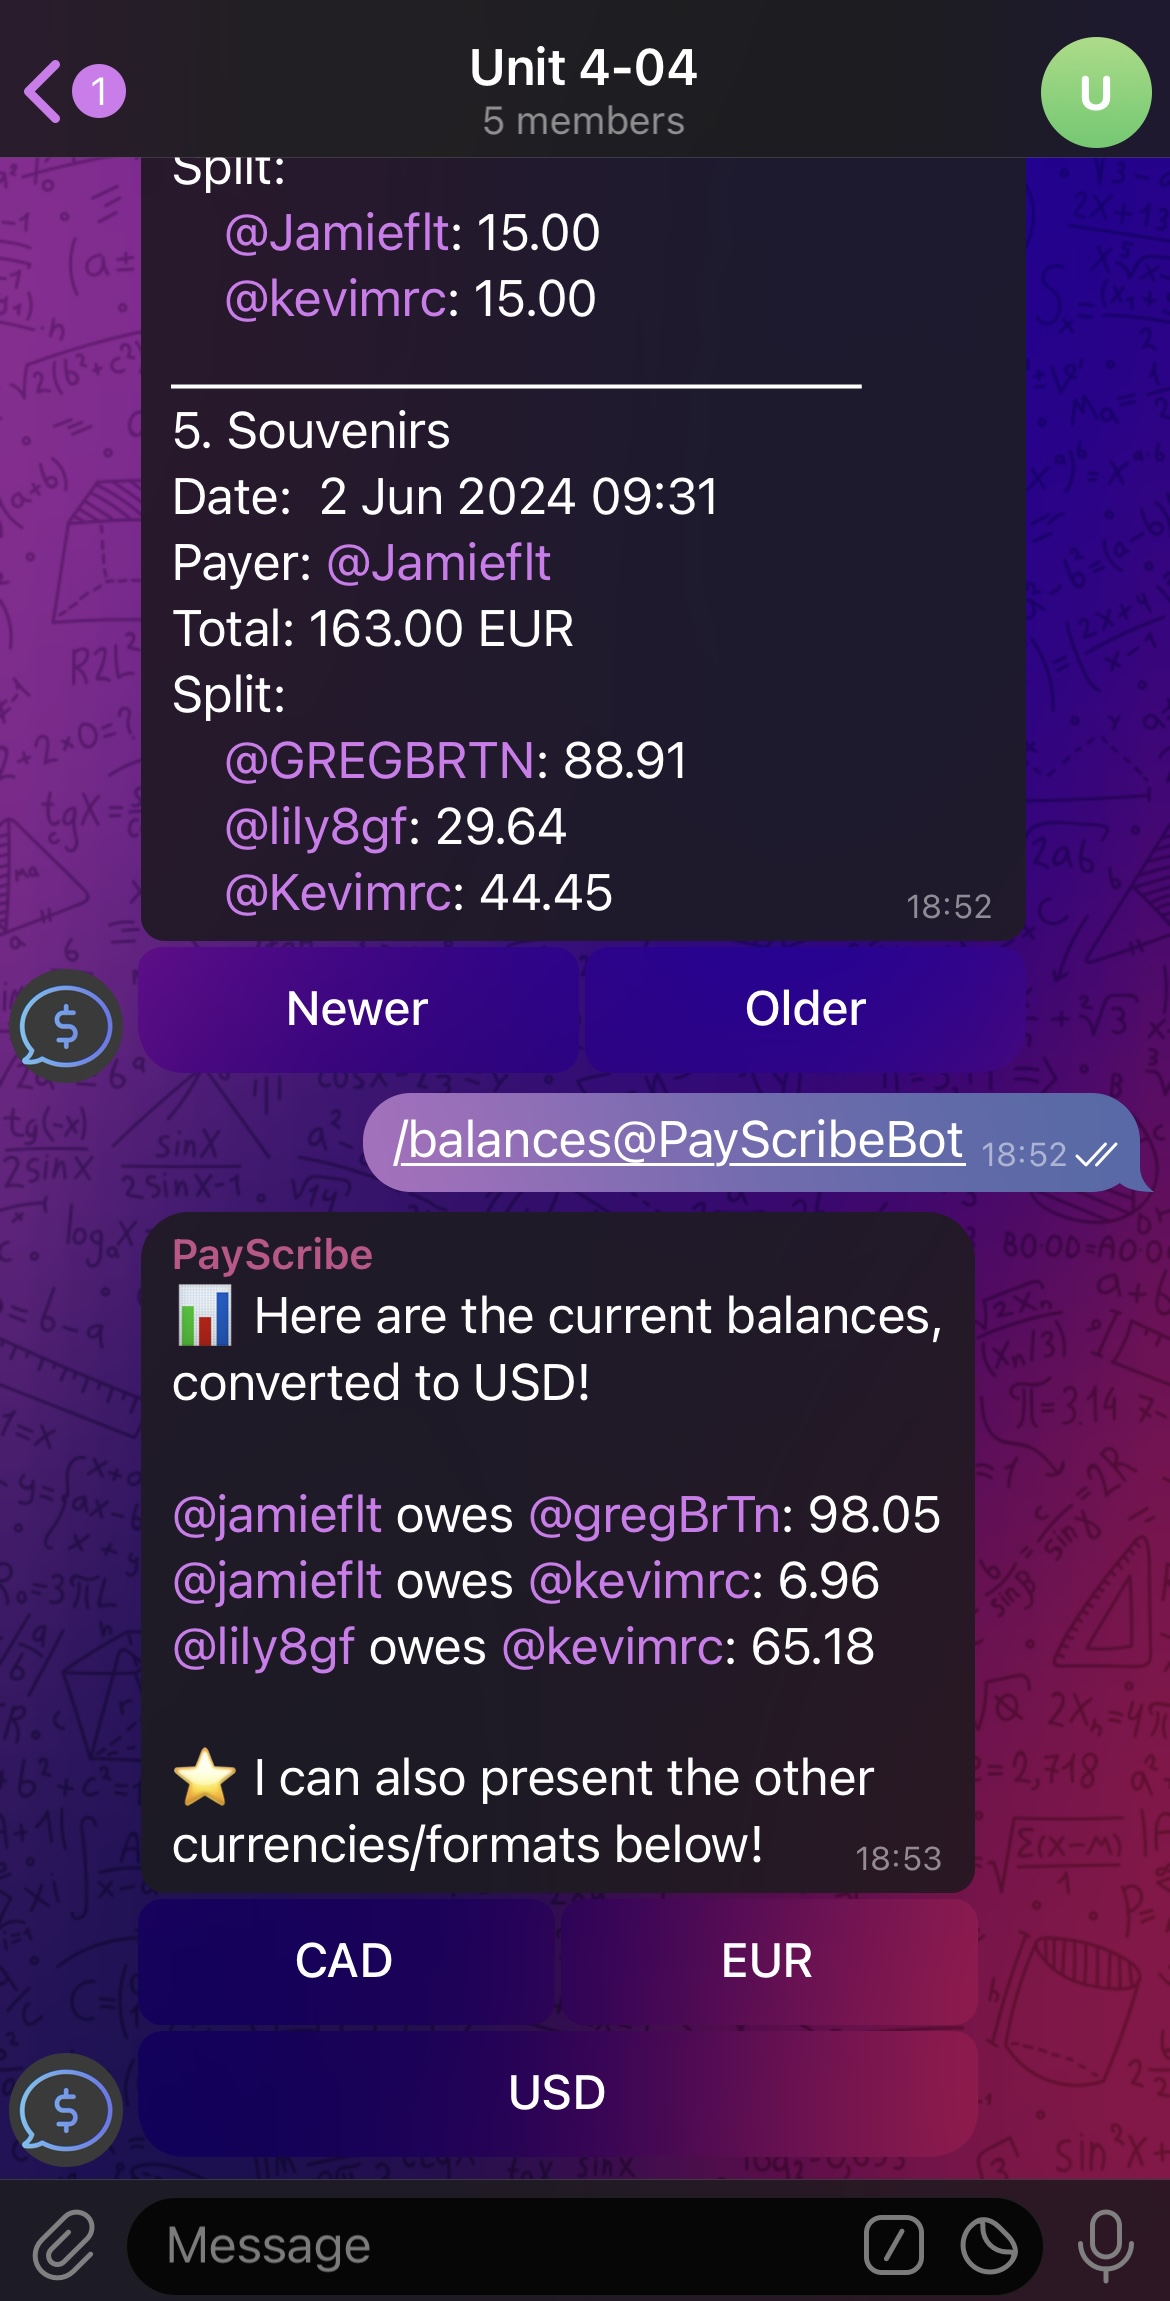 1
Unit 4-04
5 members
U
Split:
@Jamieflt: 15.00
@kevimrc: 15.00
5. Souvenirs
Date:  2 Jun 2024 09:31
Payer: @Jamieflt
Total: 163.00 EUR
Split:
@GREGBRTN: 88.91
@lily8gf: 29.64
@Kevimrc: 44.45
18:52
Newer
Older
$
/balances@PayScribeBot 18:52
PayScribe
📊 Here are the current balances,
converted to USD!
@jamieflt owes @gregBrTn: 98.05
@jamieflt owes @kevimrc: 6.96
@lily8gf owes @kevimrc: 65.18
⭐ I can also present the other
currencies/formats below!
18:53
CAD
EUR
USD
$
Message